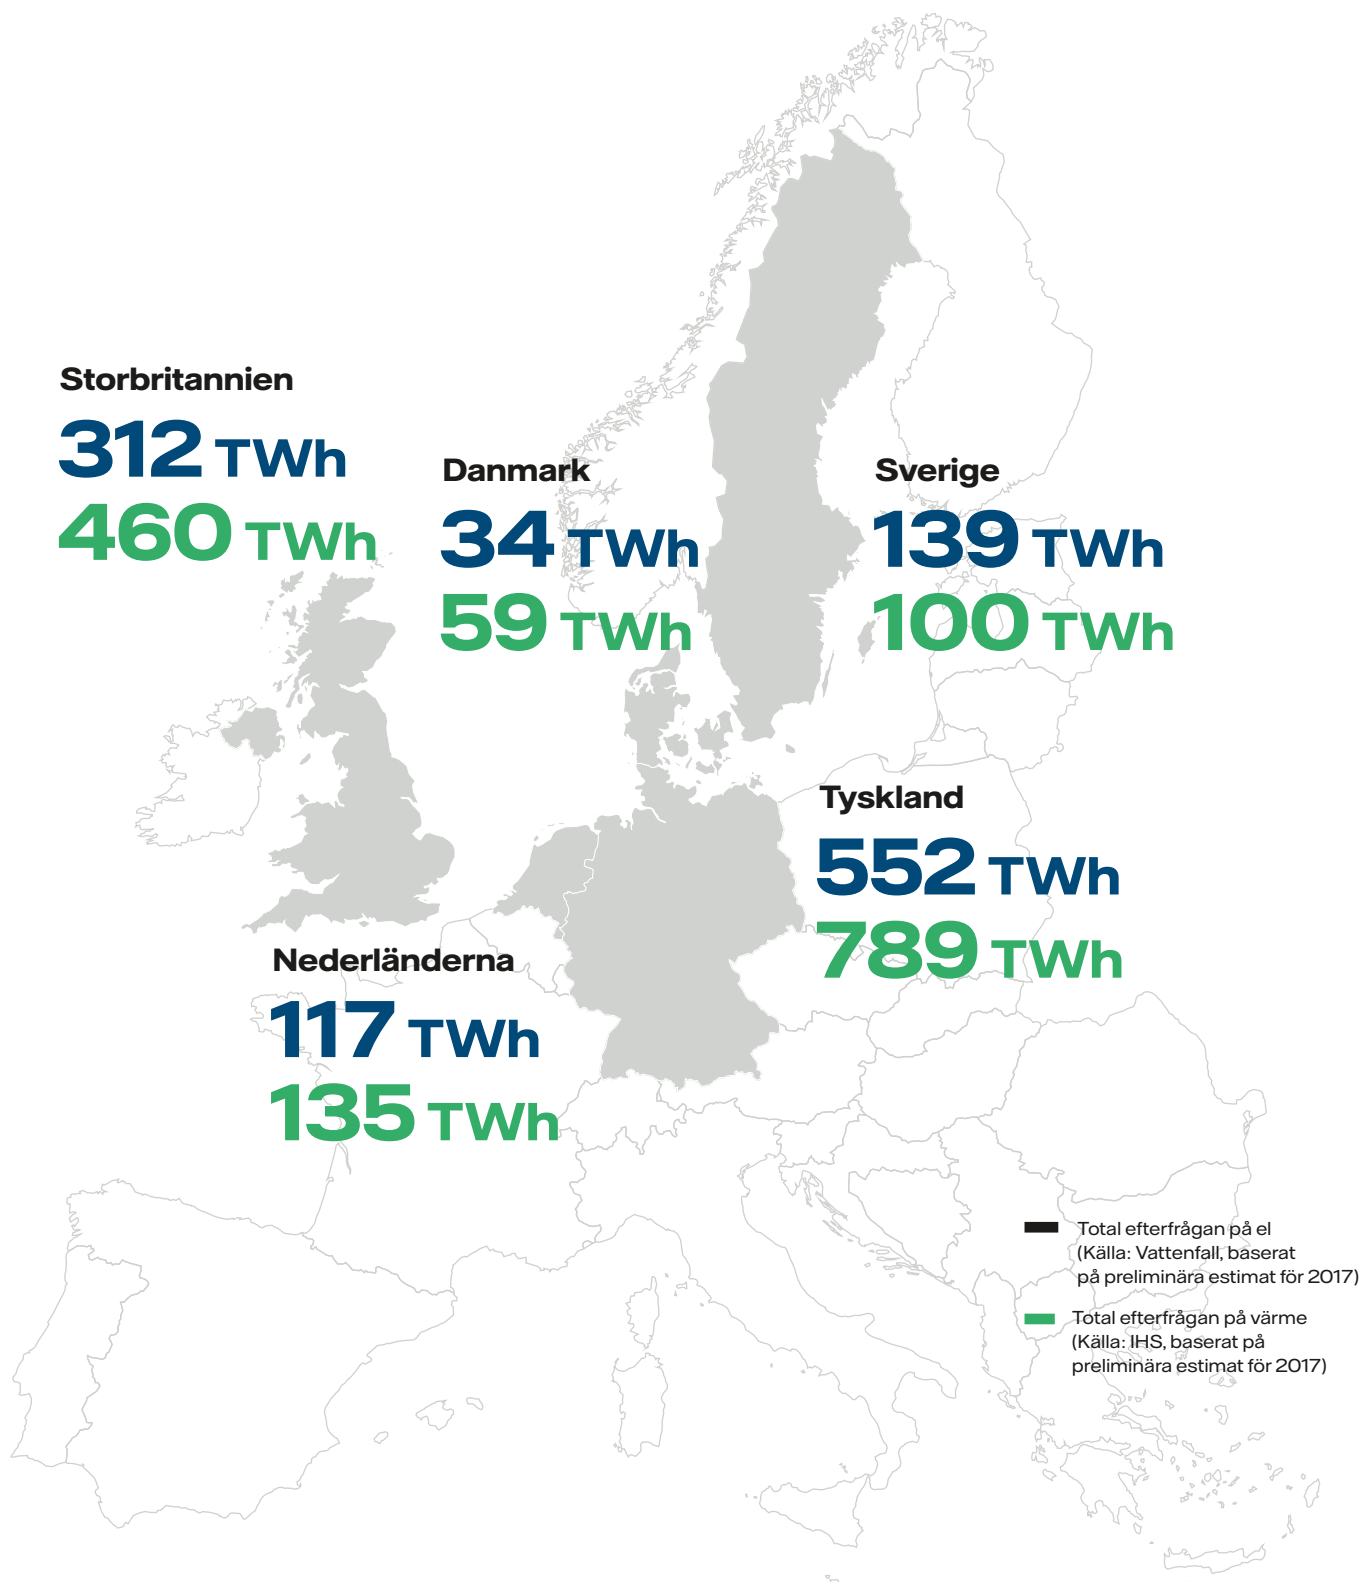 Storbritannien
312 TWh
460 TWh
Danmark
34 TWh
59 TWh
Sverige
139 TWh
100 TWh
Tyskland
552 TWh
789 TWh
Nederländerna
117 TWh
135 TWh
Total efterfrågan på el
(Källa: Vattenfall, baserat
på preliminära estimat för 2017)
Total efterfrågan på värme
(Källa: IHS, baserat på
preliminära estimat för 2017)